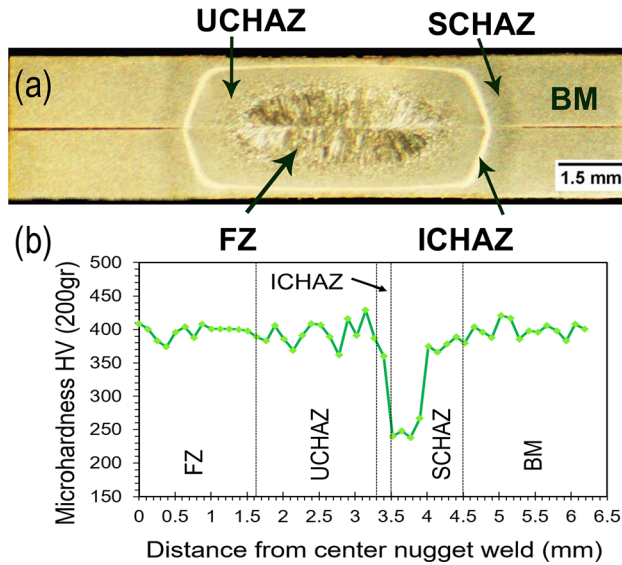 UCHAZ
SCHAZ
(a)
BM
1.5 mm
FZ
ICHAZ
(b)
500
450
400
350
300
250
200
150
Microhardness HV (200gr)
ICHAZ
FZ
UCHAZ
SCHAZ
BM
0 0.5 1 1.5 2 2.5 3 3.5 4 4.5 5 5.5 6 6.5
Distance from center nugget weld (mm)